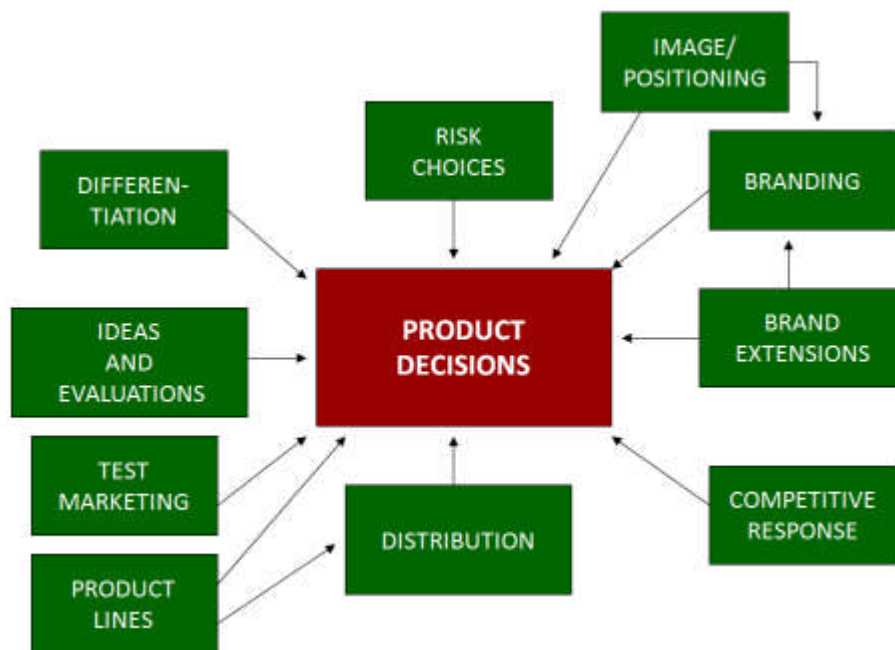 IMAGE/
POSITIONING
RISK
CHOICES
BRANDING
DIFFEREN-
TIATION
PRODUCT
DECISIONS
IDEAS
AND
EVALUATIONS
BRAND
EXTENSIONS
TEST
MARKETING
COMPETITIVE
RESPONSE
DISTRIBUTION
PRODUCT
LINES